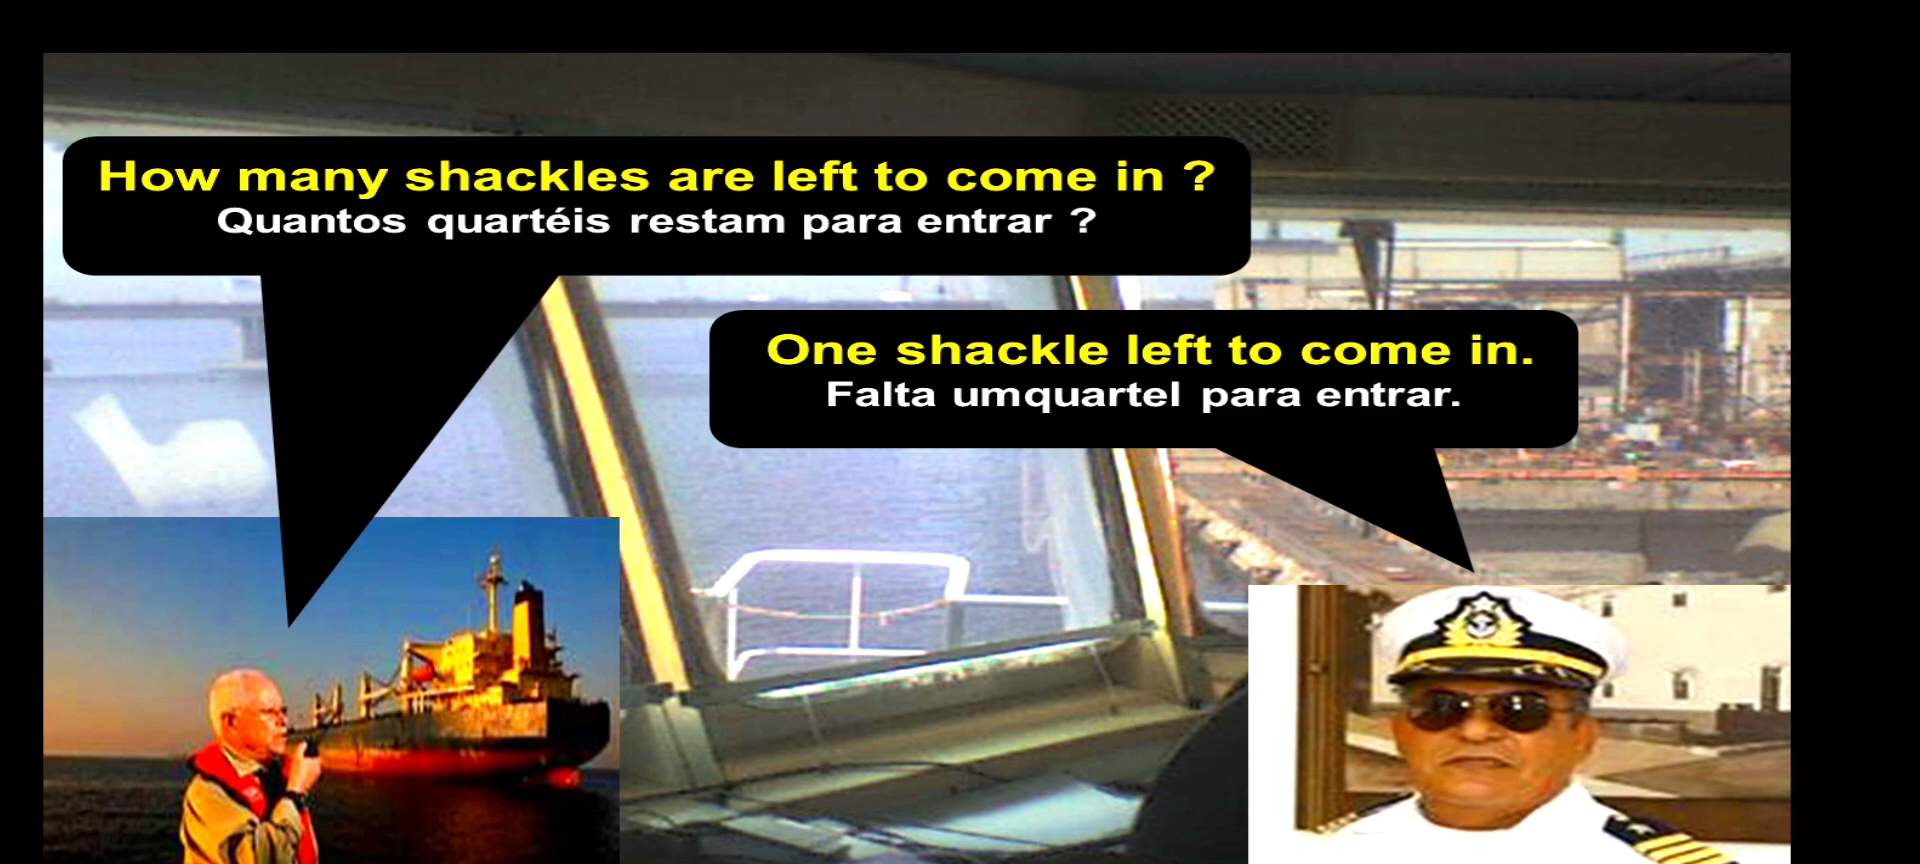 How many shackles are left to come in ?
Quantos quartéis restam para entrar ?
One shackle left to come in.
Falta umquartel para entrar.